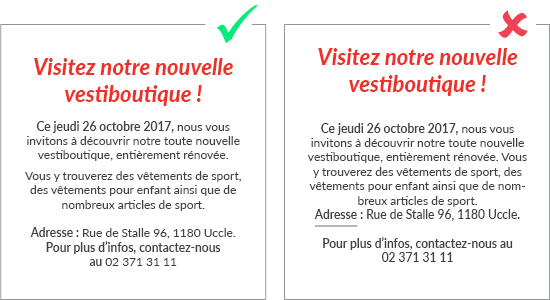 Visitez notre nouvelle
vestiboutique !
Ce jeudi 26 octobre 2017, nous vous
invitons à découvrir notre toute nouvelle
vestiboutique, entièrement rénovée.
Vous y trouverez des vêtements de sport,
des vêtements pour enfant ainsi que de
nombreux articles de sport.
Adresse : Rue de Stalle 96, 1180 Uccle.
Pour plus d’infos, contactez-nous
au 02 371 31 11
Visitez notre nouvelle
vestiboutique !
Ce jeudi 26 octobre 2017, nous vous
invitons à découvrir notre toute nouvelle
vestiboutique, entièrement rénovée. Vous
y trouverez des vêtements de sport, des
vêtements pour enfant ainsi que de nom-
breux articles de sport.
Adresse : Rue de Stalle 96, 1180 Uccle.
Pour plus d’infos, contactez-nous au
02 371 31 11